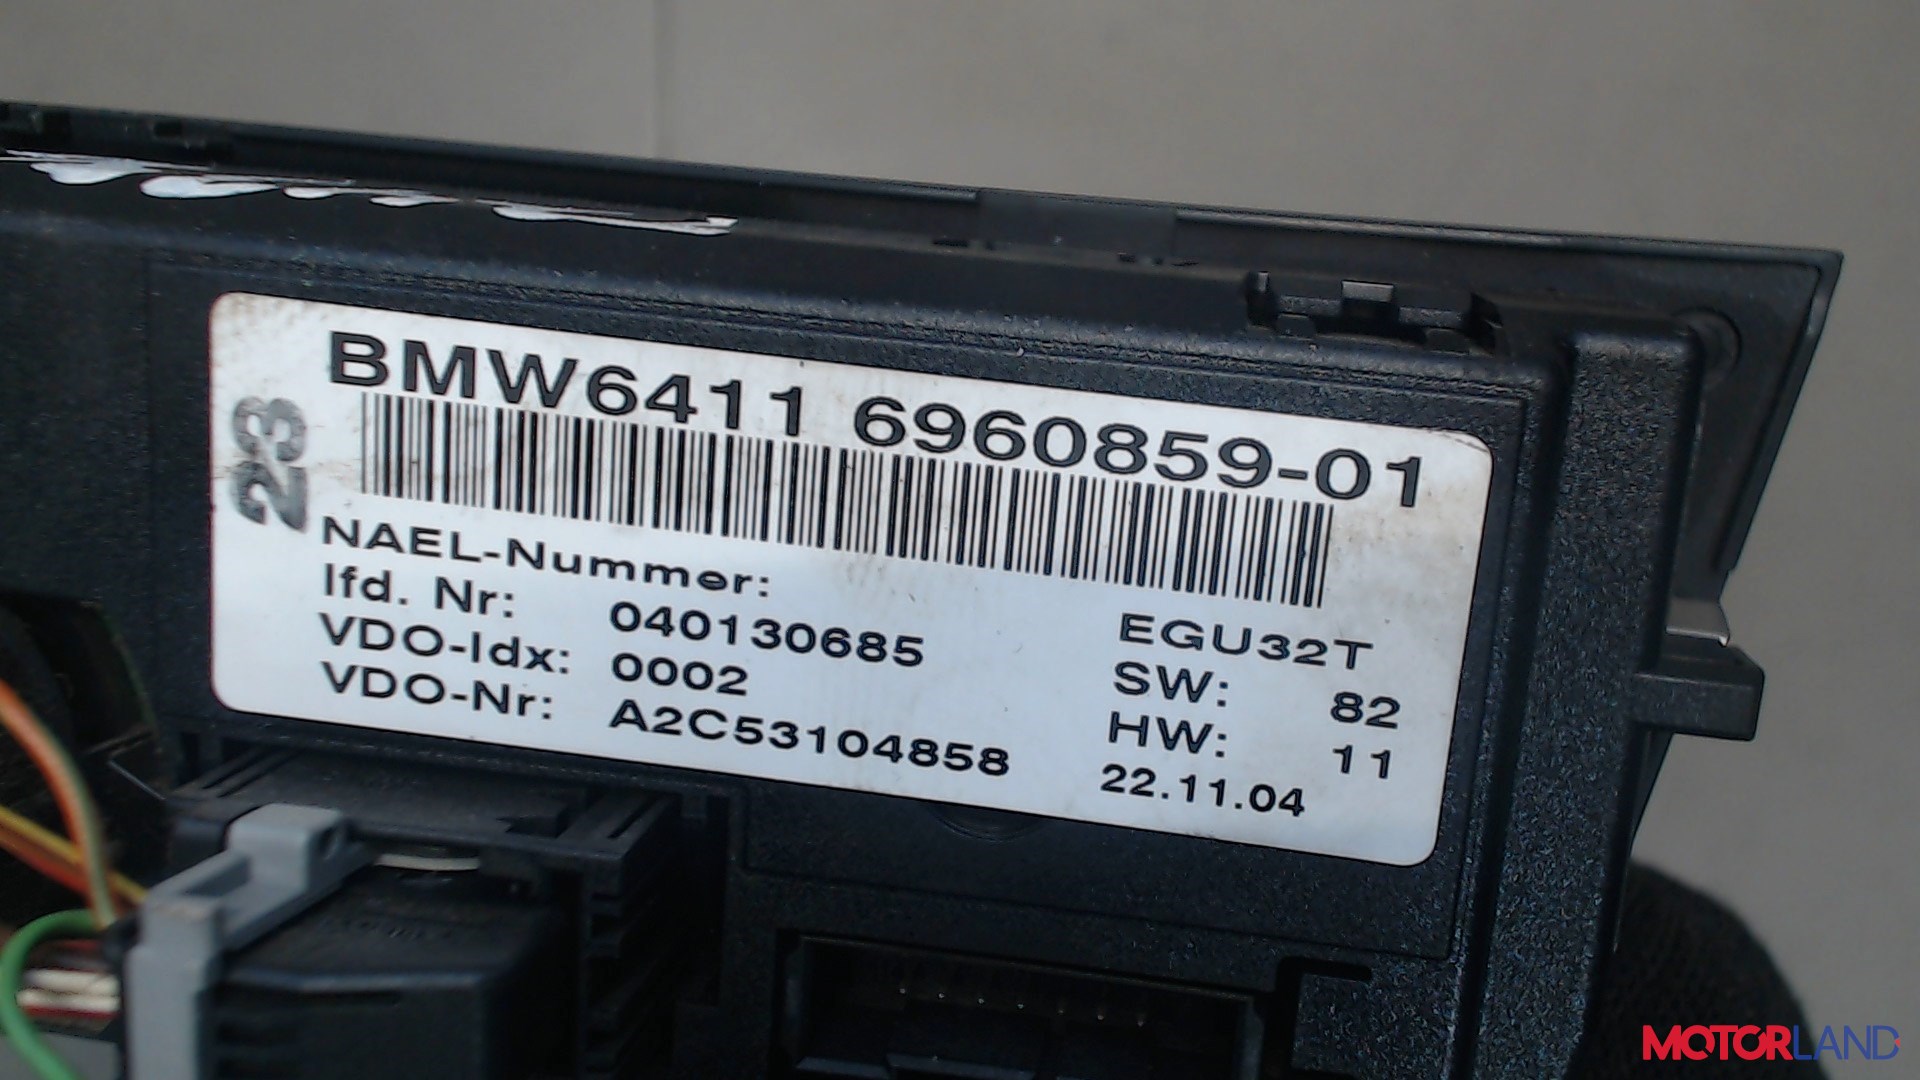 BMW6411 6960859-01
23
NAEL-Nummer:
lfd. Nr: 040130685 EGU32T
VDO-Idx: 0002 SW: 82
VDO-Nr: A2C53104858 HW: 11
22.11.04
MOTORLAND